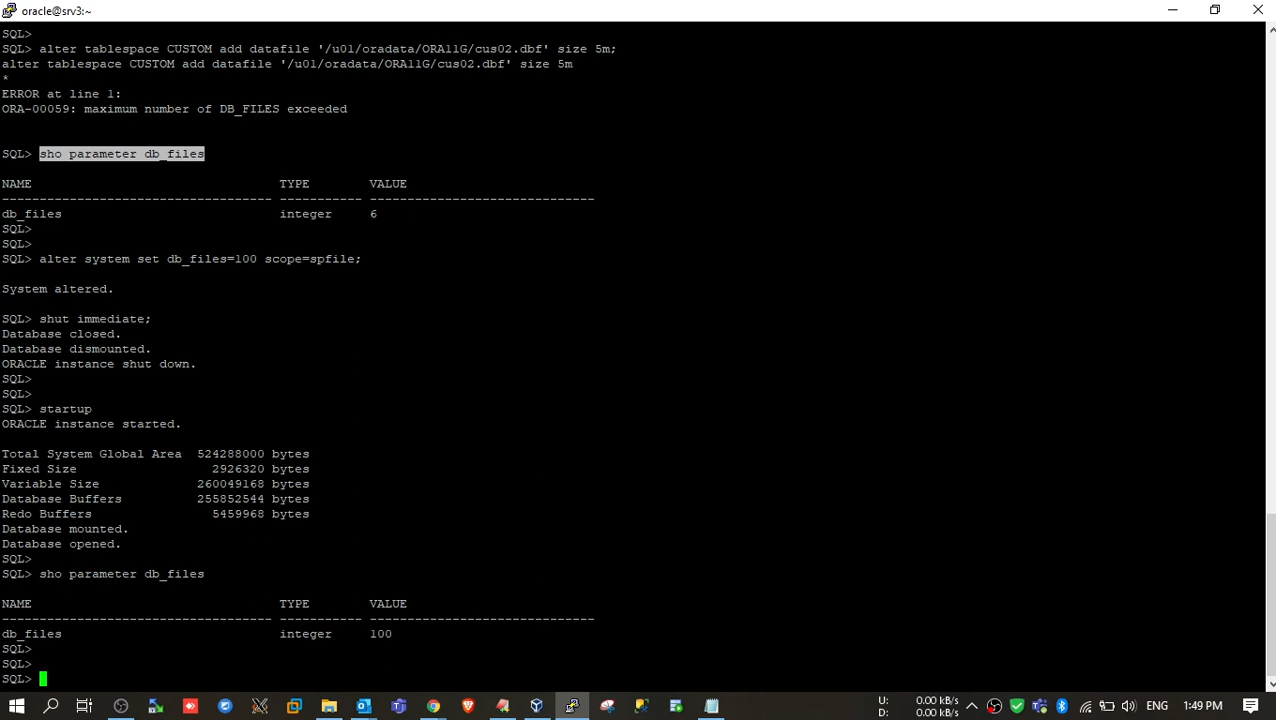 oracle@srv3:~
SQL>
SQL> alter tablespace CUSTOM add datafile '/u01/oradata/ORA11G/cus02.dbf' size 5m;
alter tablespace CUSTOM add datafile '/u01/oradata/ORA11G/cus02.dbf' size 5m
*
ERROR at line 1:
ORA-00059: maximum number of DB_FILES exceeded
SQL> sho parameter db_files
NAME                                 TYPE        VALUE
------------------------------------ ----------- ------------------------------
db_files                             integer     6
SQL>
SQL>
SQL> alter system set db_files=100 scope=spfile;
System altered.
SQL> shut immediate;
Database closed.
Database dismounted.
ORACLE instance shut down.
SQL>
SQL>
SQL> startup
ORACLE instance started.
Total System Global Area  524288000 bytes
Fixed Size                  2926320 bytes
Variable Size             260049168 bytes
Database Buffers          255852544 bytes
Redo Buffers                5459968 bytes
Database mounted.
Database opened.
SQL>
SQL> sho parameter db_files
NAME                                 TYPE        VALUE
------------------------------------ ----------- ------------------------------
db_files                             integer     100
SQL>
SQL>
SQL>
U: 0.00 kB/s
D: 0.00 kB/s
ENG
1:49 PM